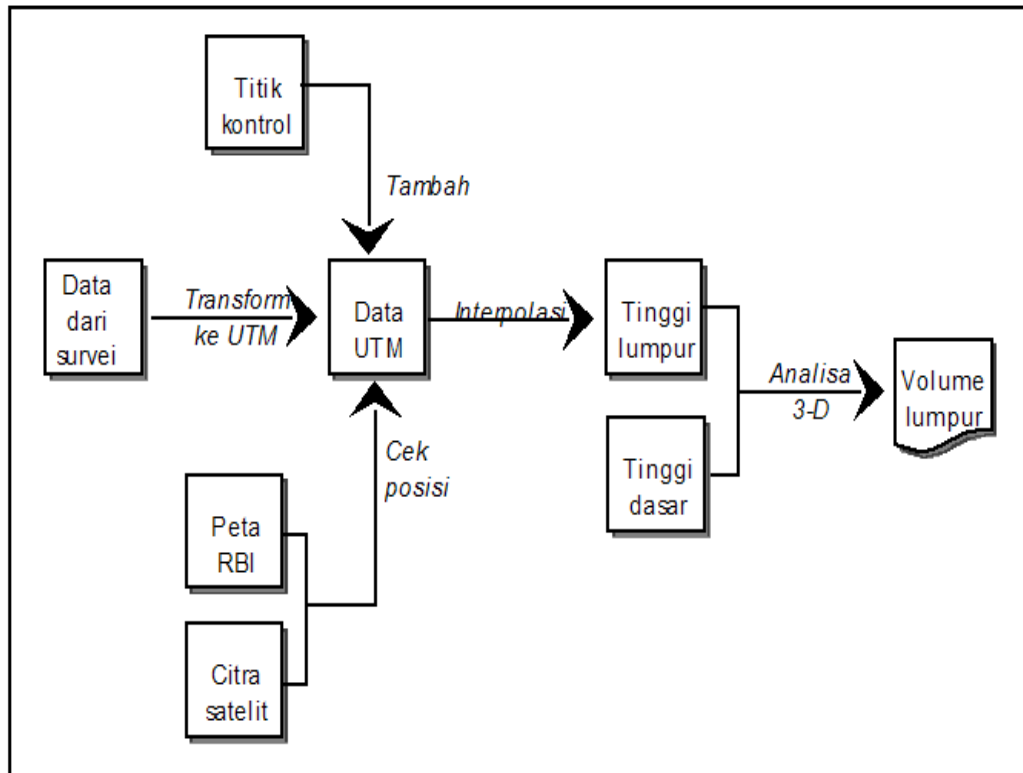 Titik
kontrol
Tambah
Data
dari
survei
Transform
ke UTM
Data
UTM
Interpolasi
Tinggi
lumpur
Analisa
3-D
Volume
lumpur
Cek
posisi
Tinggi
dasar
Peta
RBI
Citra
satelit